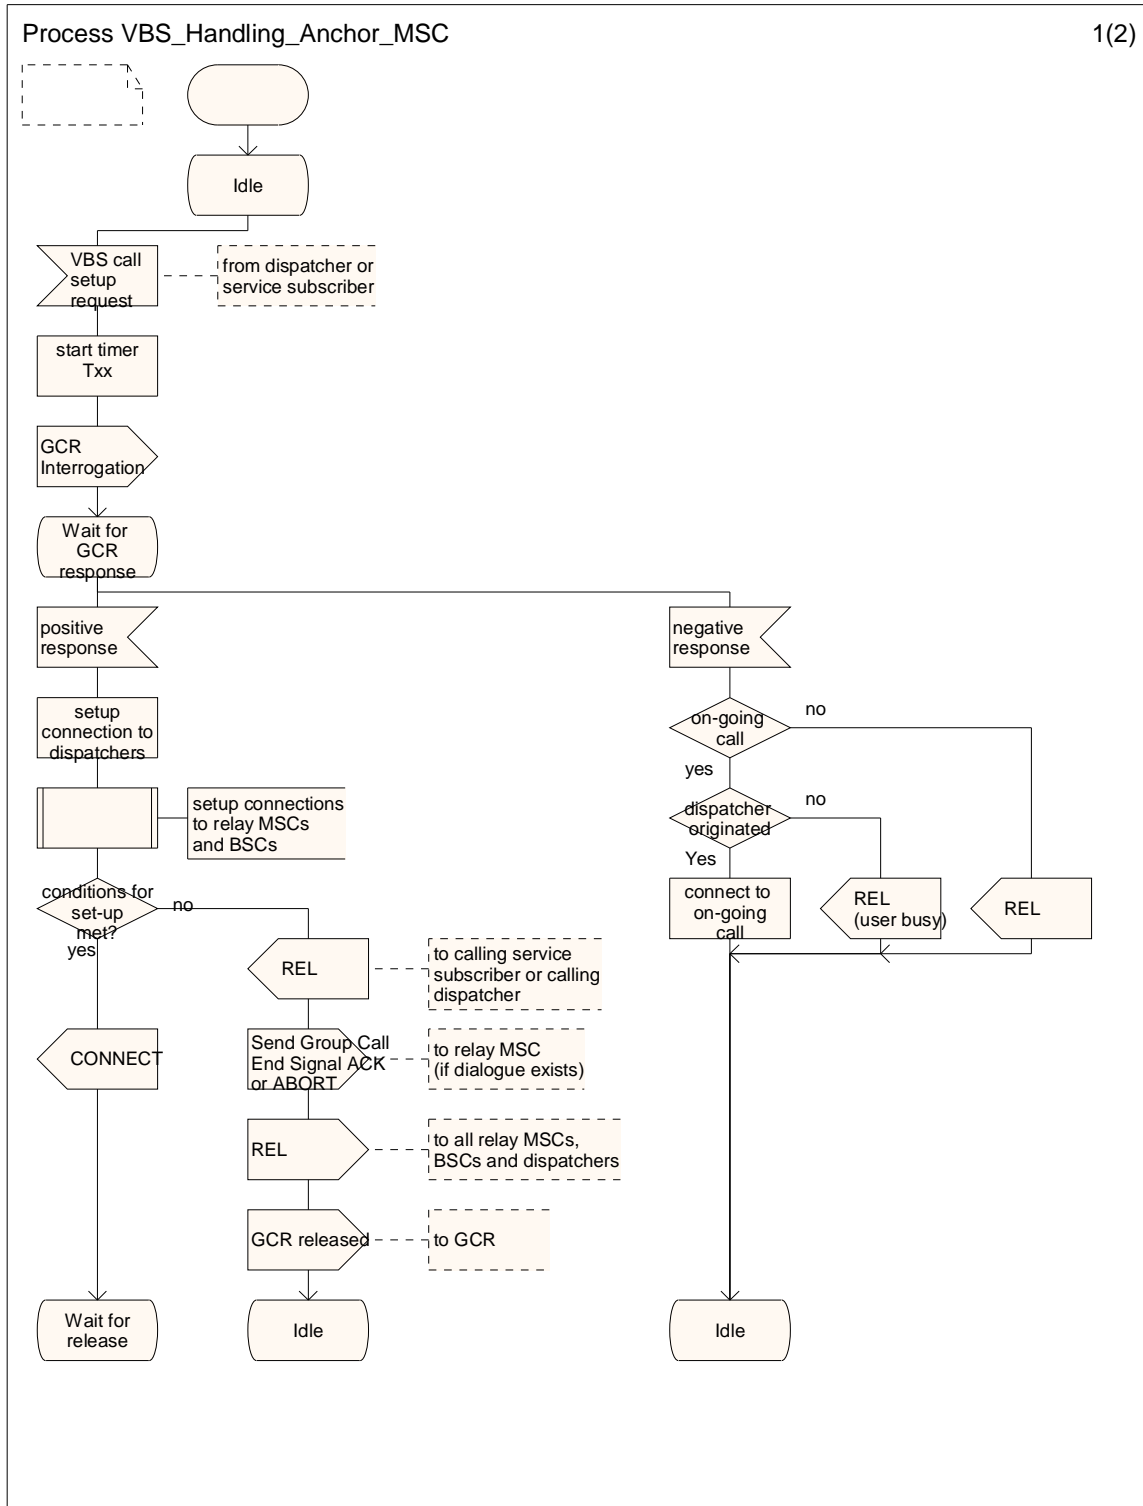 Process VBS_Handling_Anchor_MSC
1(2)
Idle
VBS call
setup
request
from dispatcher or
service subscriber
start timer
Txx
GCR
Interrogation
Wait for
GCR
response
positive
response
negative
response
setup
connection to
dispatchers
on-going
call
no
yes
setup connections
to relay MSCs
and BSCs
dispatcher
originated
no
Yes
conditions for
set-up
met?
no
yes
connect to
on-going
call
REL
(user busy)
REL
REL
to calling service
subscriber or calling
dispatcher
CONNECT
Send Group Call
End Signal ACK
or ABORT
to relay MSC
(if dialogue exists)
REL
to all relay MSCs,
BSCs and dispatchers
GCR released
to GCR
Wait for
release
Idle
Idle